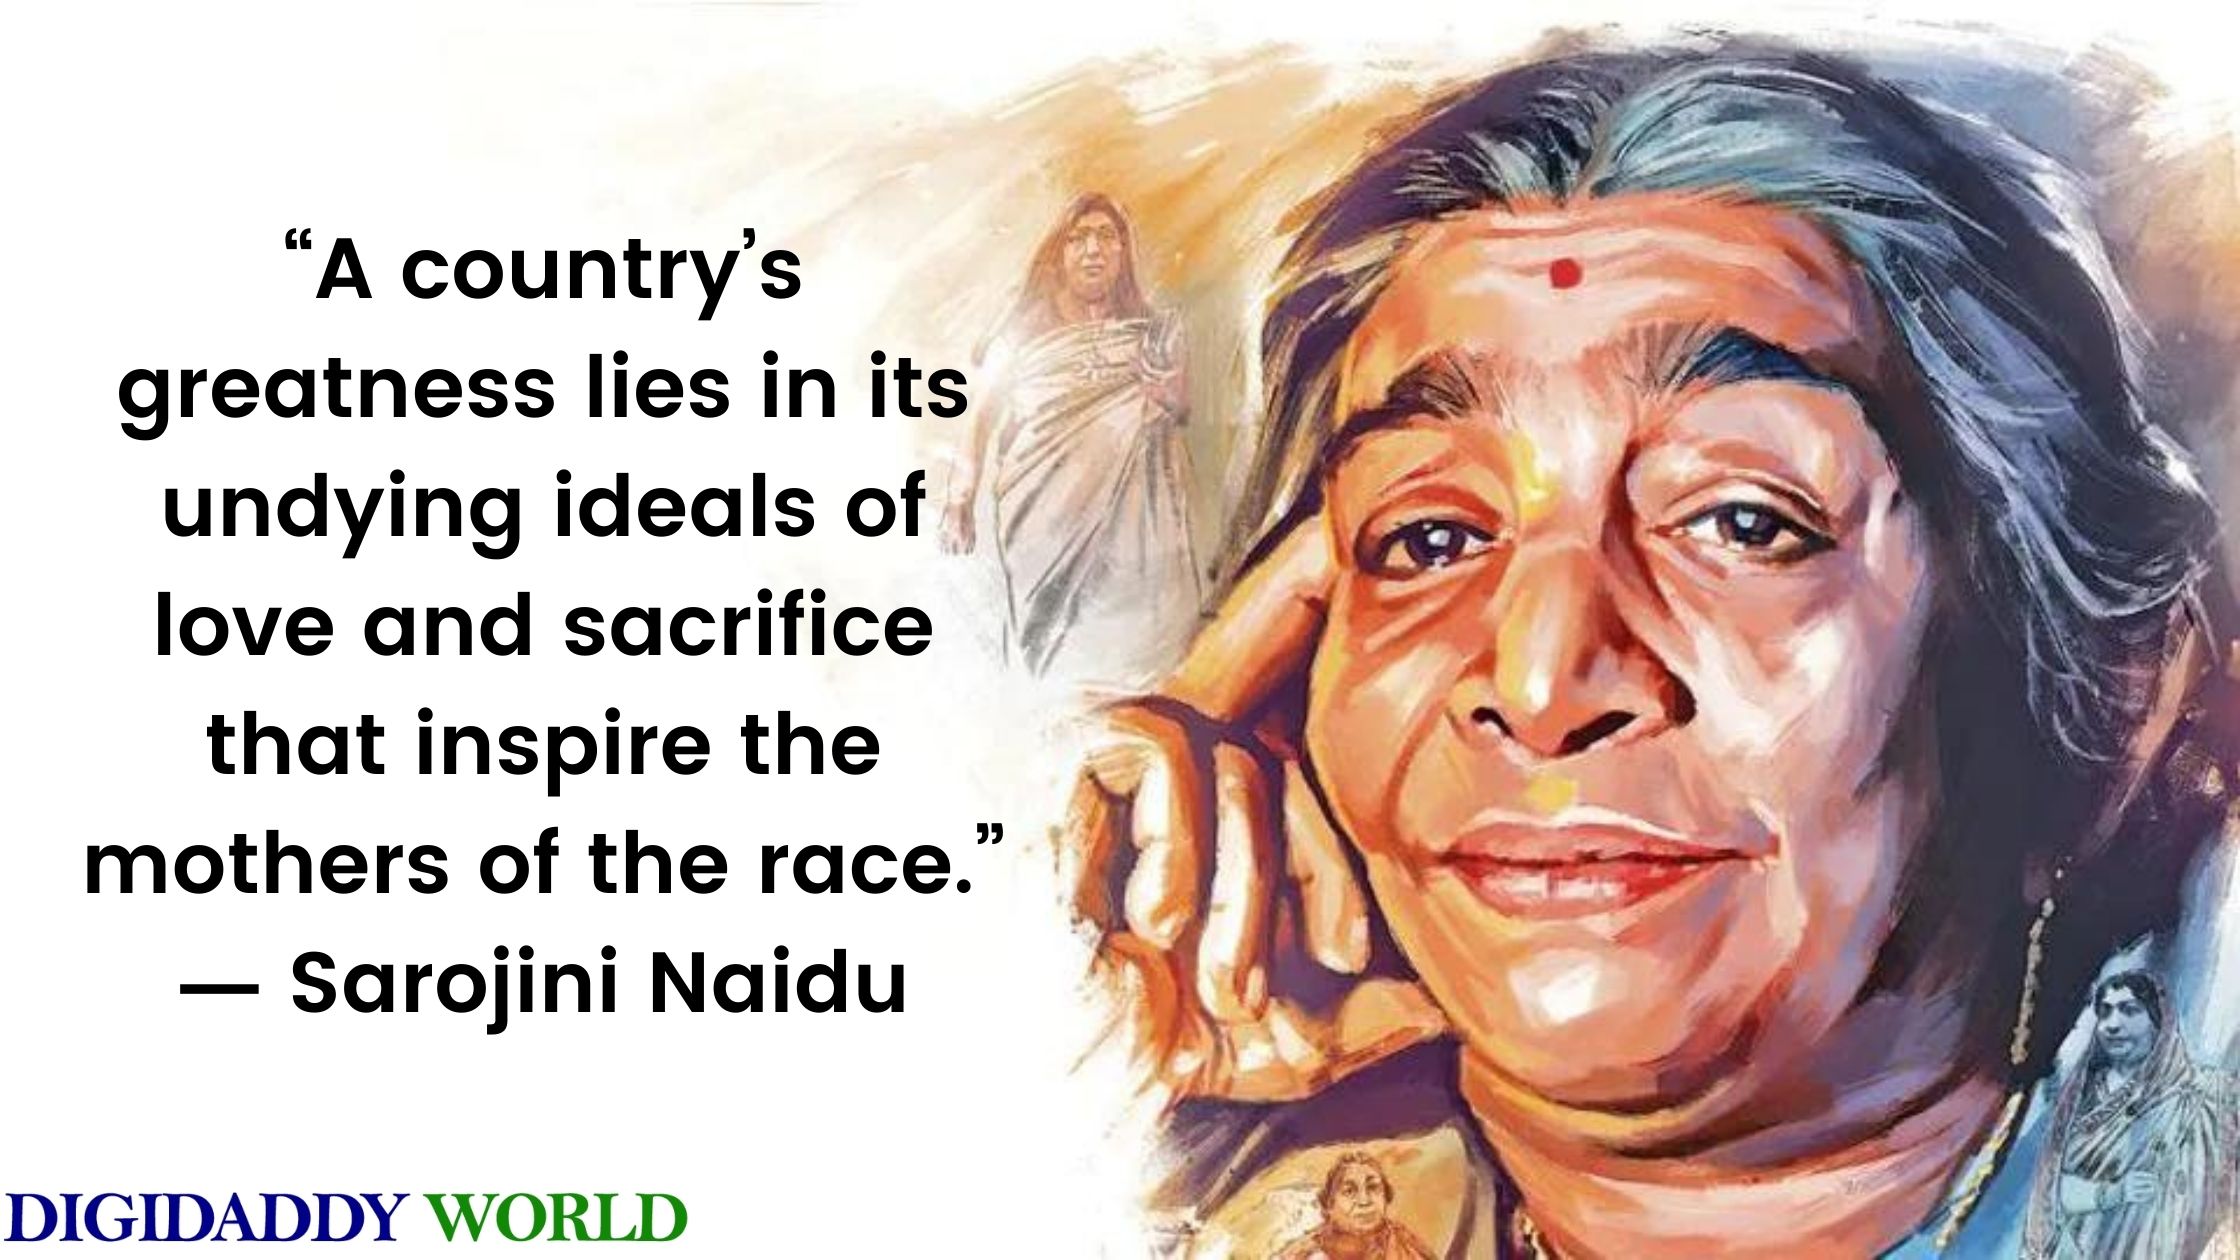 “A country’s
greatness lies in its
undying ideals of
love and sacrifice
that inspire the
mothers of the race.”
— Sarojini Naidu
DIGIDADDY WORLD